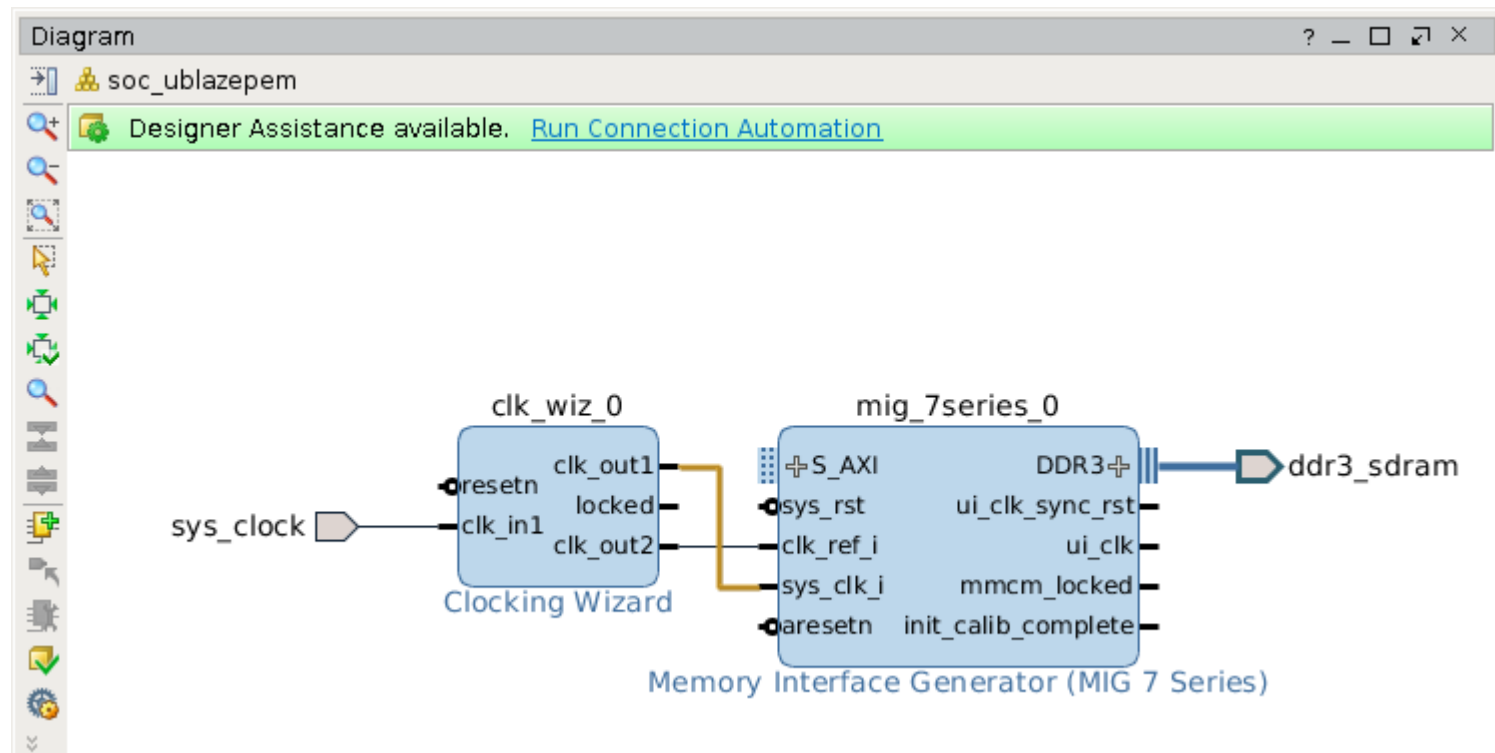 Diagram
?
soc_ublazepem
Designer Assistance available. Run Connection Automation
clk_wiz_0
resetn
clk_in1
clk_out1
locked
clk_out2
Clocking Wizard
sys_clock
mig_7series_0
S_AXI
sys_rst
clk_ref_i
sys_clk_i
aresetn
DDR3
ui_clk_sync_rst
ui_clk
mmcm_locked
init_calib_complete
Memory Interface Generator (MIG 7 Series)
ddr3_sdram